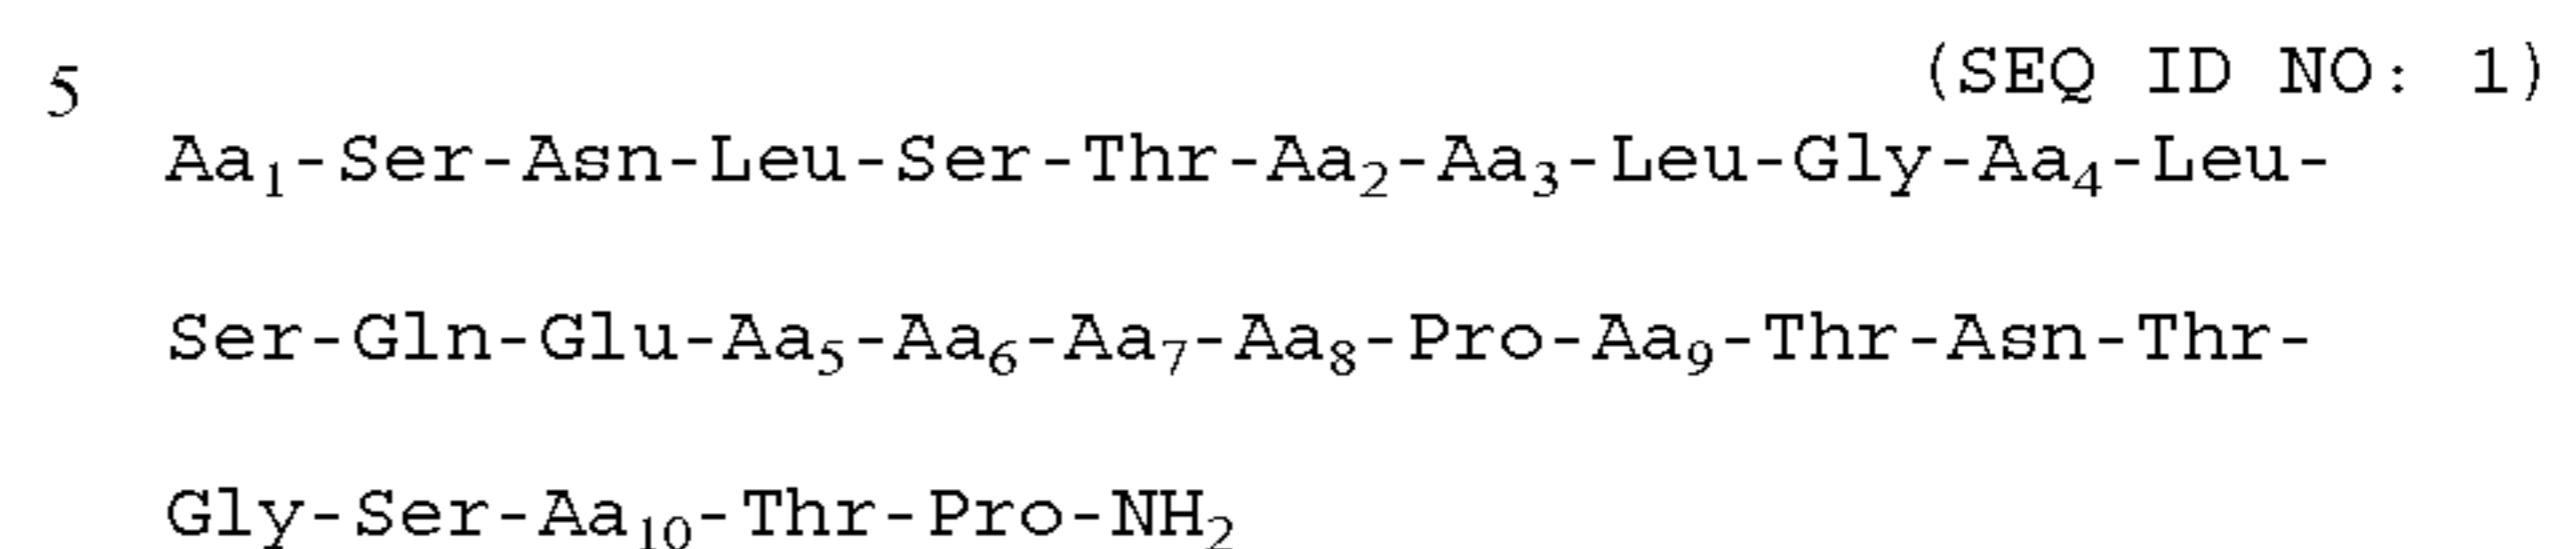 5 (SEQ ID NO: 1)
Aa₁-Ser-Asn-Leu-Ser-Thr-Aa₂-Aa₃-Leu-Gly-Aa₄-Leu-
Ser-Gln-Glu-Aa₅-Aa₆-Aa₇-Aa₈-Pro-Aa₉-Thr-Asn-Thr-
Gly-Ser-Aa₁₀-Thr-Pro-NH₂